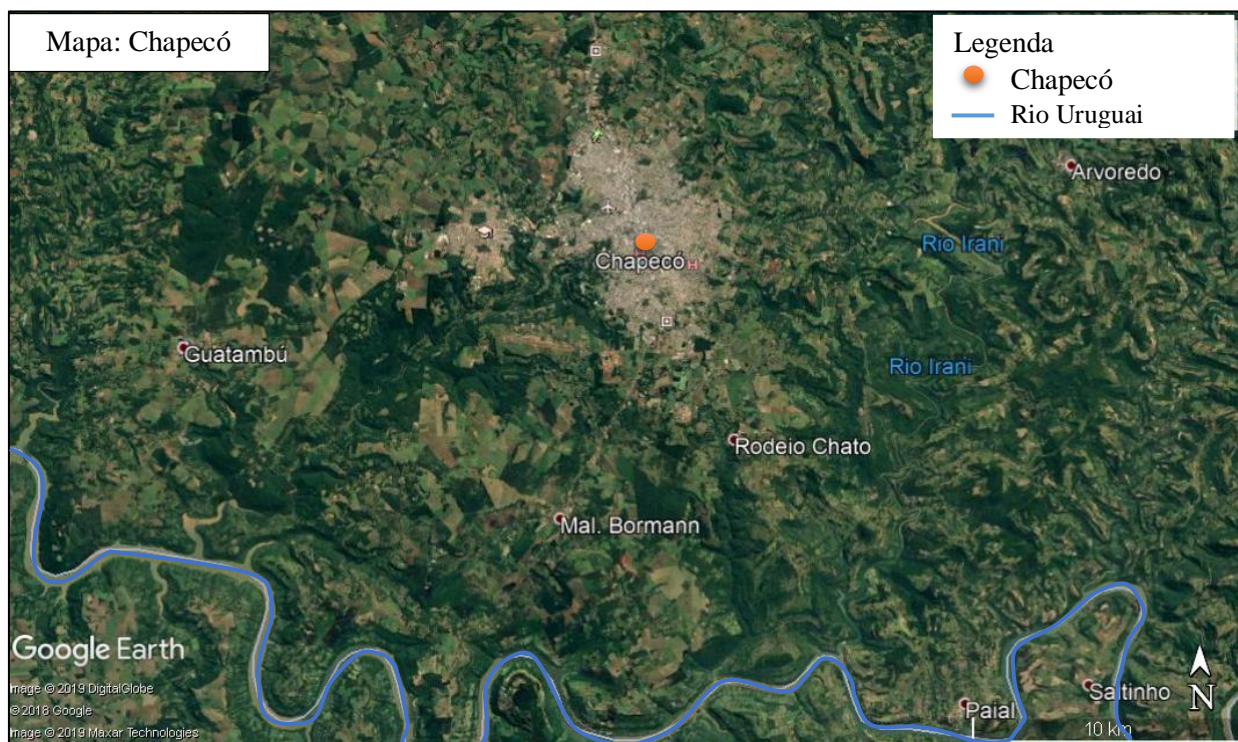 Mapa: Chapecó
Legenda
Chapecó
Rio Uruguai
Arvoredo
Rio Irani
Chapecó
H
Guatambú
Rio Irani
Rodeio Chato
Mal. Bormann
Google Earth
Image © 2019 DigitalGlobe
© 2018 Google
Image © 2019 Maxar Technologies
Paial
Saltinho
N
10 km